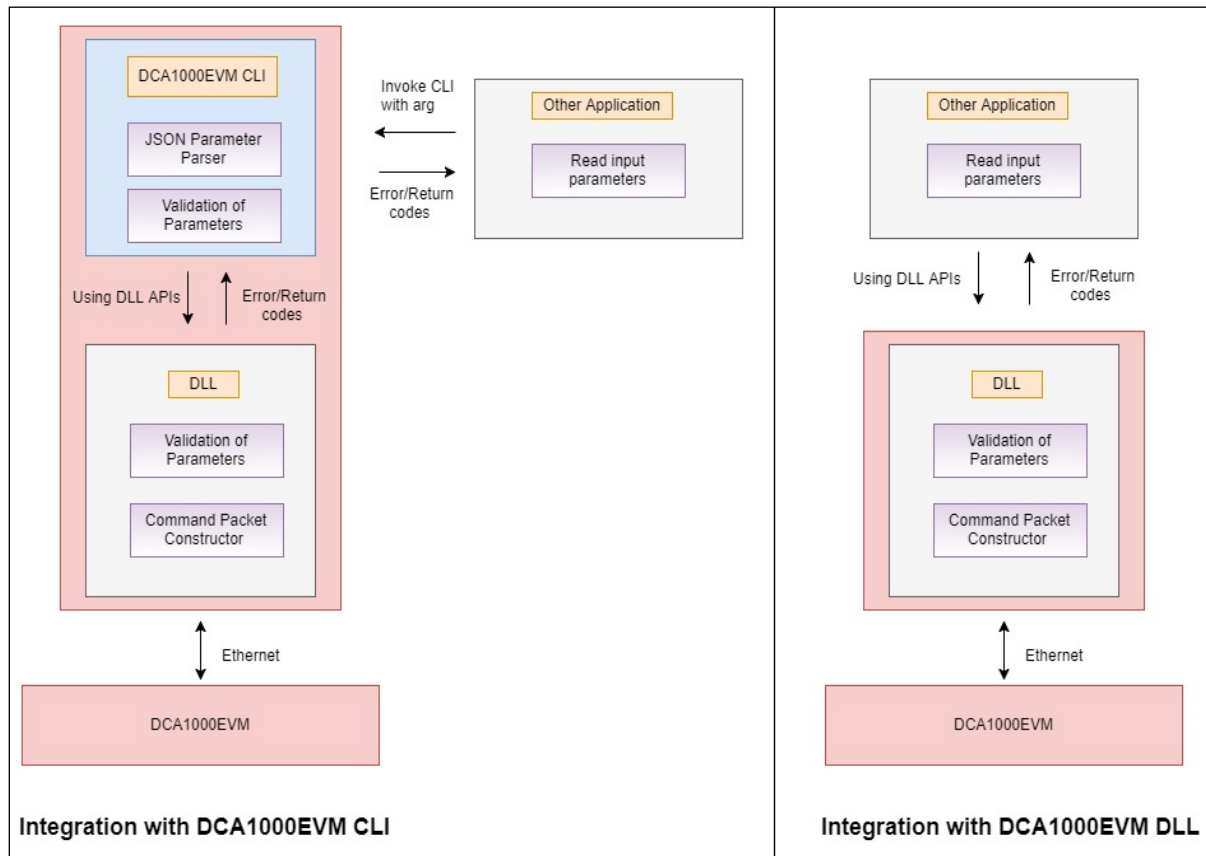 DCA1000EVM CLI
JSON Parameter
Parser
Validation of
Parameters
Invoke CLI
with arg
Error/Return
codes
Other Application
Read input
parameters
Using DLL APIs
Error/Return
codes
DLL
Validation of
Parameters
Command Packet
Constructor
Ethernet
DCA1000EVM
Integration with DCA1000EVM CLI
Other Application
Read input
parameters
Using DLL APIs
Error/Return
codes
DLL
Validation of
Parameters
Command Packet
Constructor
Ethernet
DCA1000EVM
Integration with DCA1000EVM DLL